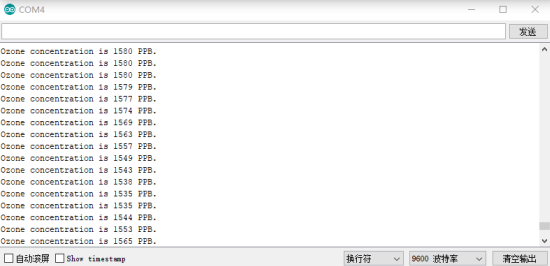 COM4
发送
Ozone concentration is 1580 PPB.
Ozone concentration is 1580 PPB.
Ozone concentration is 1580 PPB.
Ozone concentration is 1579 PPB.
Ozone concentration is 1577 PPB.
Ozone concentration is 1574 PPB.
Ozone concentration is 1569 PPB.
Ozone concentration is 1563 PPB.
Ozone concentration is 1557 PPB.
Ozone concentration is 1549 PPB.
Ozone concentration is 1543 PPB.
Ozone concentration is 1538 PPB.
Ozone concentration is 1535 PPB.
Ozone concentration is 1535 PPB.
Ozone concentration is 1544 PPB.
Ozone concentration is 1553 PPB.
Ozone concentration is 1565 PPB.
自动滚屏 Show timestamp 换行符 9600 波特率 清空输出